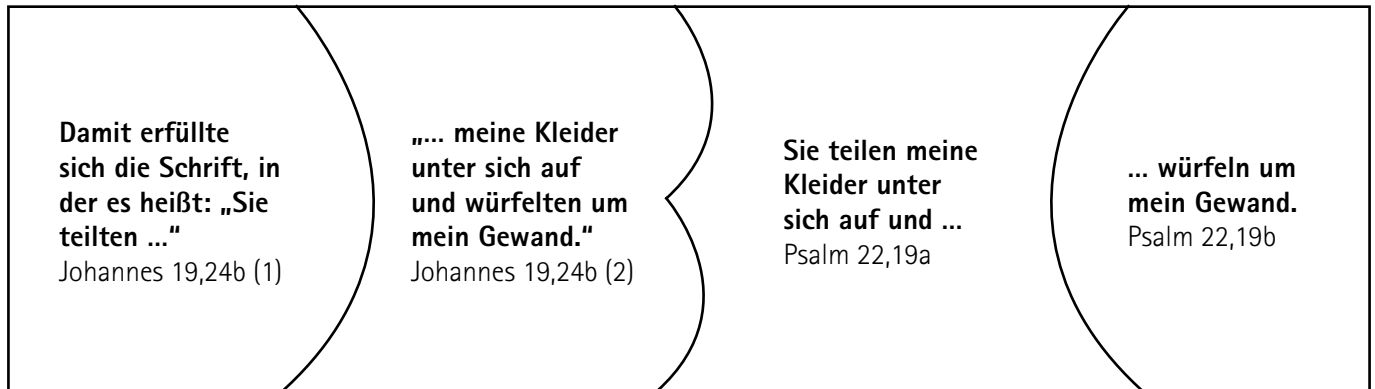 Damit erfüllte
sich die Schrift, in
der es heißt: „Sie
teilten ..."
Johannes 19,24b (1)
„... meine Kleider
unter sich auf
und würfelten um
mein Gewand."
Johannes 19,24b (2)
Sie teilen meine
Kleider unter
sich auf und ...
Psalm 22,19a
... würfeln um
mein Gewand.
Psalm 22,19b